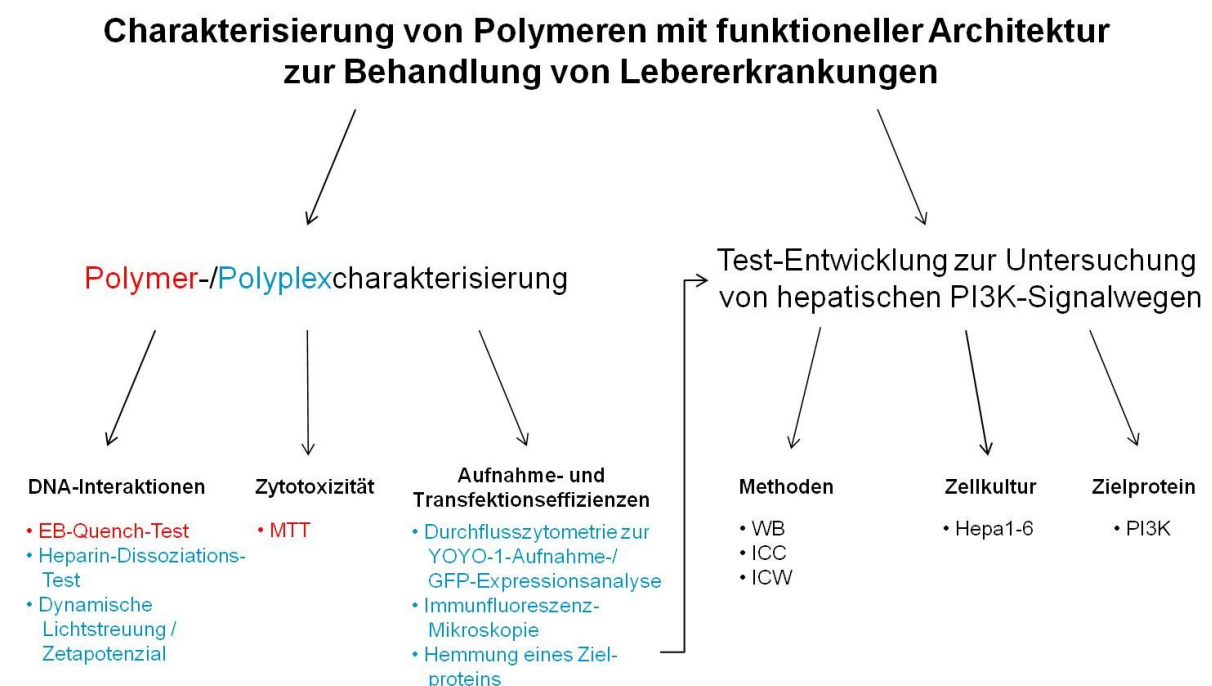 Charakterisierung von Polymeren mit funktioneller Architektur
zur Behandlung von Lebererkrankungen
Polymer-/Polyplexcharakterisierung
Test-Entwicklung zur Untersuchung
von hepatischen PI3K-Signalwegen
DNA-Interaktionen
• EB-Quench-Test
• Heparin-Dissoziations-
Test
• Dynamische
Lichtstreuung /
Zetapotenzial
Zytotoxizität
• MTT
Aufnahme- und
Transfektionseffizienzen
• Durchflusszytometrie zur
YOYO-1-Aufnahme-/
GFP-Expressionsanalyse
• Immunfluoreszenz-
Mikroskopie
• Hemmung eines Ziel-
proteins
Methoden
• WB
• ICC
• ICW
Zellkultur
• Hepa1-6
Zielprotein
• PI3K